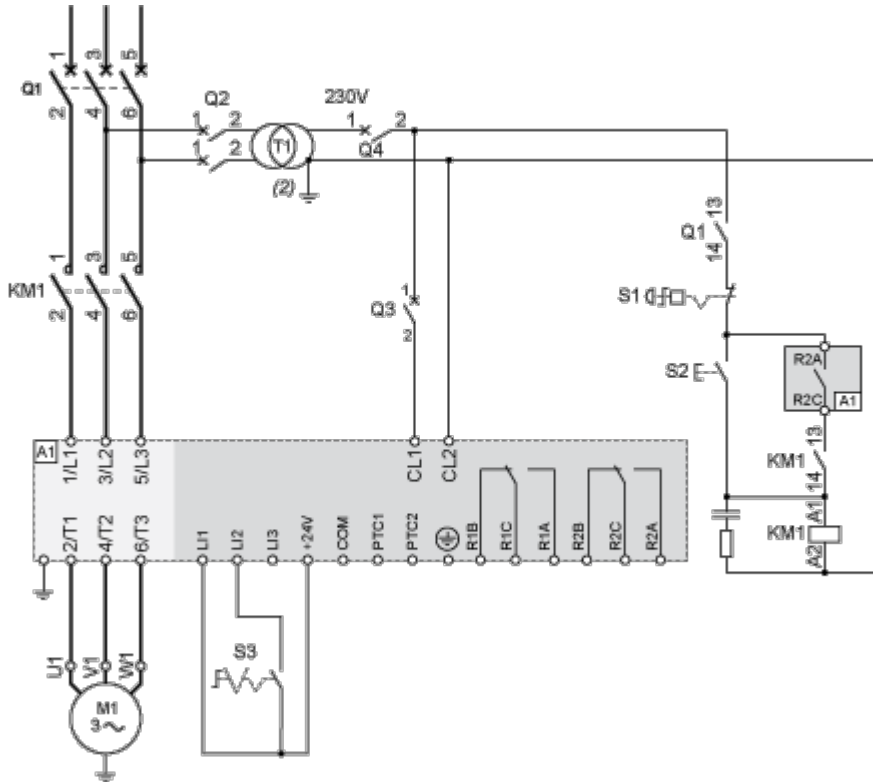 1 3 5
Q1
2 4 6
Q2 230V
1 2 1 2
T1 Q4
1 2
(2)
13
Q1
14
1 3 5
KM1
2 4 6
1
Q3
2
S1
S2
R2A
R2C A1
13
KM1
14
A1
KM1
A2
A1 1/L1 3/L2 5/L3 CL1 CL2
2/T1 4/T2 6/T3 LI1 LI2 LI3 +24V COM PTC1 PTC2 R1B R1C R1A R2B R2C R2A
S3
U1 V1 W1
M1
3~